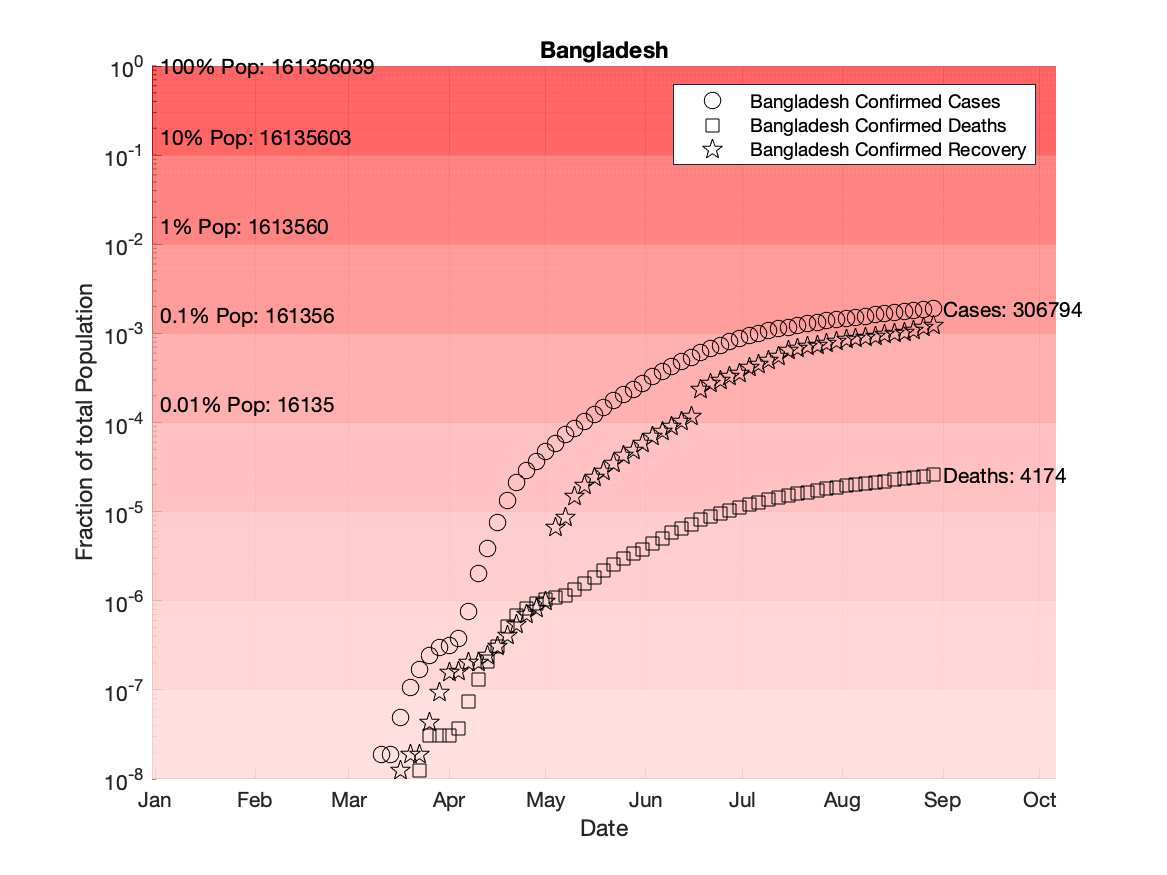 Bangladesh
10^0
10^-1
10^-2
10^-3
10^-4
10^-5
10^-6
10^-7
10^-8
Fraction of total Population
100% Pop: 161356039
10% Pop: 16135603
1% Pop: 1613560
0.1% Pop: 161356
0.01% Pop: 16135
Bangladesh Confirmed Cases
Bangladesh Confirmed Deaths
Bangladesh Confirmed Recovery
Cases: 306794
Deaths: 4174
Jan Feb Mar Apr May Jun Jul Aug Sep Oct
Date